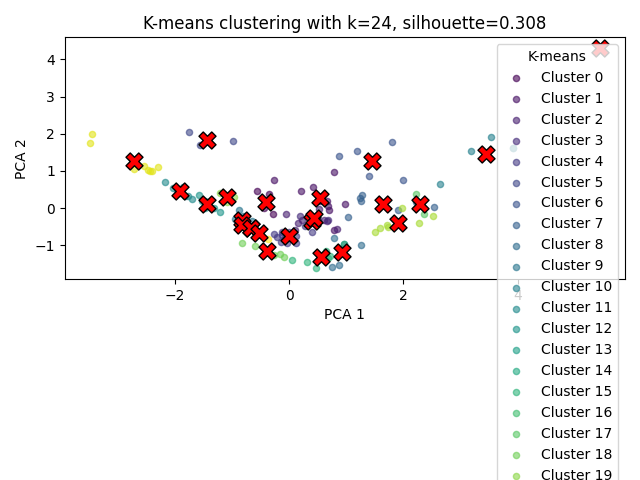 K-means clustering with k=24, silhouette=0.308
PCA 2
4
3
2
1
0
−1
−2
0
2
4
PCA 1
K-means
Cluster 0
Cluster 1
Cluster 2
Cluster 3
Cluster 4
Cluster 5
Cluster 6
Cluster 7
Cluster 8
Cluster 9
Cluster 10
Cluster 11
Cluster 12
Cluster 13
Cluster 14
Cluster 15
Cluster 16
Cluster 17
Cluster 18
Cluster 19